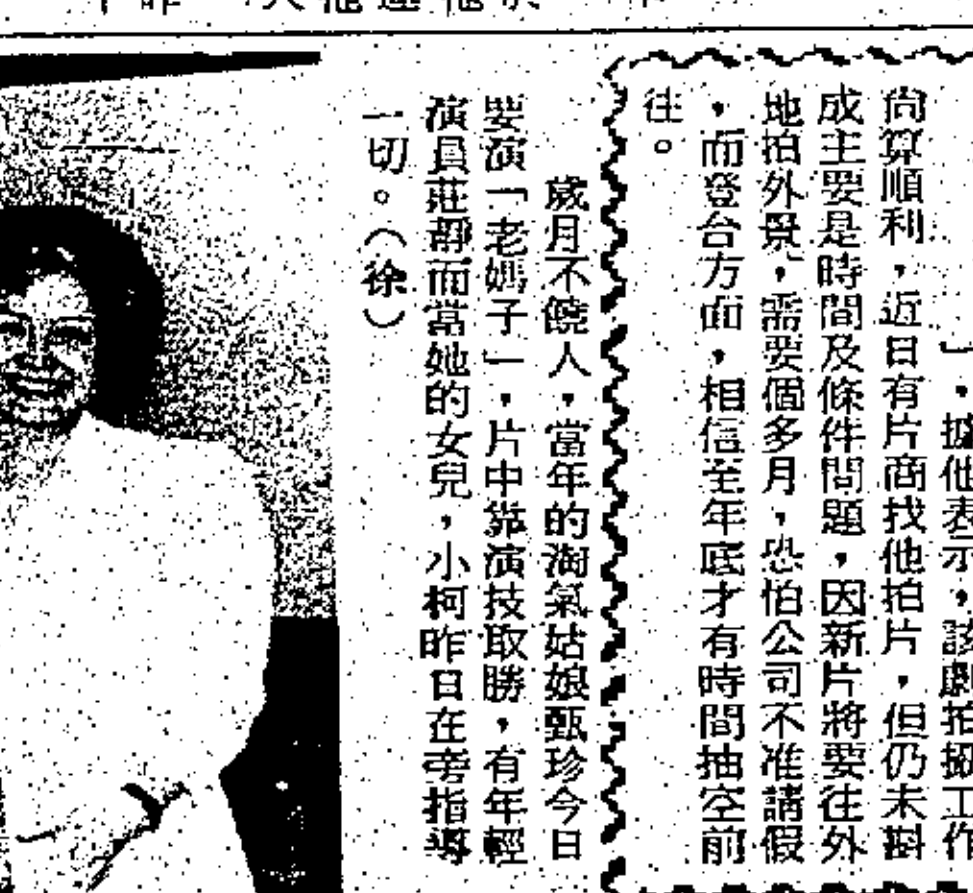 」，據他表示，該劇拍攝工作
尚算順利，近日有片商找他拍片，但仍未斟
成主要是時間及條件問題，因新片將要往外
地拍外景，需要個多月，恐怕公司不准請假
，而登台方面，相信至年底才有時間抽空前
往。
歲月不饒人，當年的淘氣姑娘甄珍今日
要演「老媽子」，片中靠演技取勝，有年輕
演員莊靜而當她的女兒，小柯昨日在旁指導
一切。（徐）